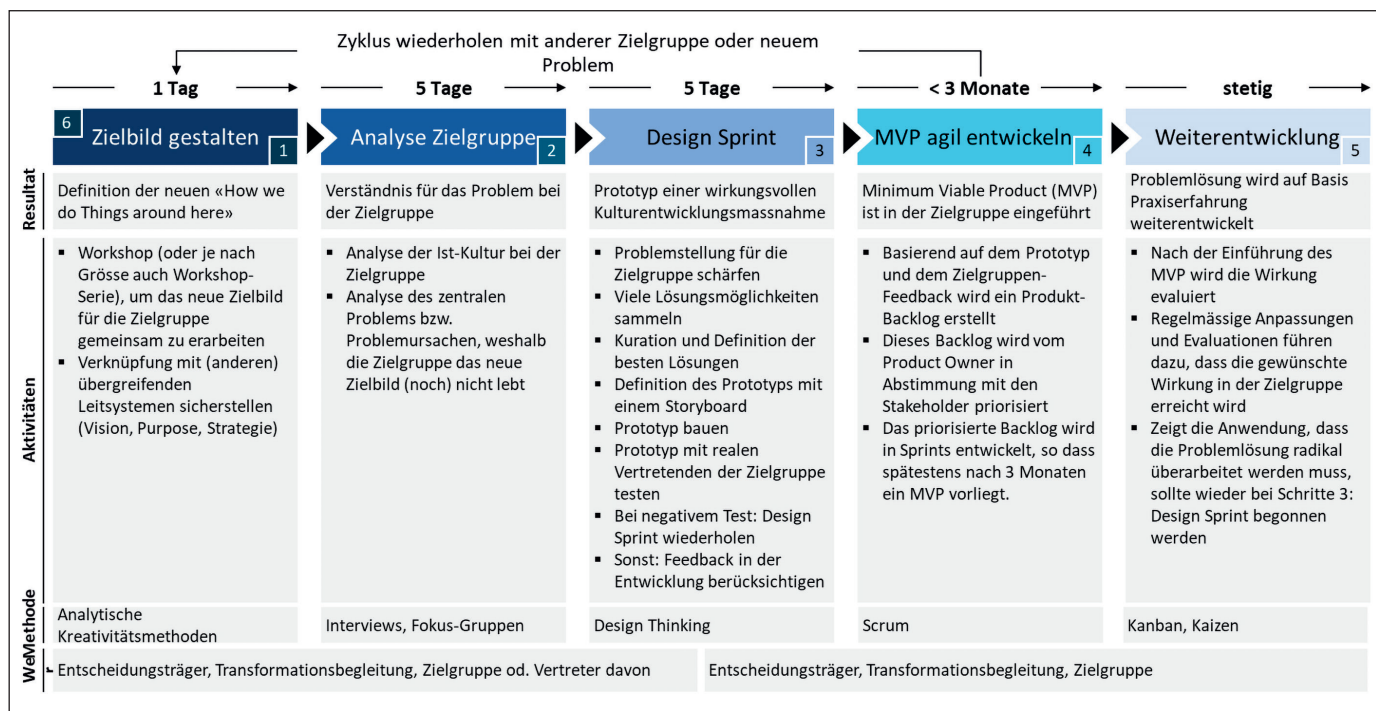 Zyklus wiederholen mit anderer Zielgruppe oder neuem
Problem
1 Tag
5 Tage
5 Tage
< 3 Monate
stetig
6
Zielbild gestalten
1
Analyse Zielgruppe
2
Design Sprint
3
MVP agil entwickeln
4
Weiterentwicklung
5
Resultat
Definition der neuen «How we
do Things around here»
Verständnis für das Problem bei
der Zielgruppe
Prototyp einer wirkungsvollen
Kulturentwicklungsmassnahme
Minimum Viable Product (MVP)
ist in der Zielgruppe eingeführt
Problemlösung wird auf Basis
Praxiserfahrung
weiterentwickelt
Aktivitäten
▪ Workshop (oder je nach
Grösse auch Workshop-
Serie), um das neue Zielbild
für die Zielgruppe
gemeinsam zu erarbeiten
▪ Verknüpfung mit (anderen)
übergreifenden
Leitsystemen sicherstellen
(Vision, Purpose, Strategie)
▪ Analyse der Ist-Kultur bei der
Zielgruppe
▪ Analyse des zentralen
Problems bzw.
Problemursachen, weshalb
die Zielgruppe das neue
Zielbild (noch) nicht lebt
▪ Problemstellung für die
Zielgruppe schärfen
▪ Viele Lösungsmöglichkeiten
sammeln
▪ Kuration und Definition der
besten Lösungen
▪ Definition des Prototyps mit
einem Storyboard
▪ Prototyp bauen
▪ Prototyp mit realen
Vertretenden der Zielgruppe
testen
▪ Bei negativem Test: Design
Sprint wiederholen
▪ Sonst: Feedback in der
Entwicklung berücksichtigen
▪ Basierend auf dem Prototyp
und dem Zielgruppen-
Feedback wird ein Produkt-
Backlog erstellt
▪ Dieses Backlog wird vom
Product Owner in
Abstimmung mit den
Stakeholder priorisiert
▪ Das priorisierte Backlog wird
in Sprints entwickelt, so dass
spätestens nach 3 Monaten
ein MVP vorliegt.
▪ Nach der Einführung des
MVP wird die Wirkung
evaluiert
▪ Regelmässige Anpassungen
und Evaluationen führen
dazu, dass die gewünschte
Wirkung in der Zielgruppe
erreicht wird
▪ Zeigt die Anwendung, dass
die Problemlösung radikal
überarbeitet werden muss,
sollte wieder bei Schritte 3:
Design Sprint begonnen
werden
Methode
Analytische
Kreativitätsmethoden
Interviews, Fokus-Gruppen
Design Thinking
Scrum
Kanban, Kaizen
Entscheidungsträger, Transformationsbegleitung, Zielgruppe od. Vertreter davon
Entscheidungsträger, Transformationsbegleitung, Zielgruppe